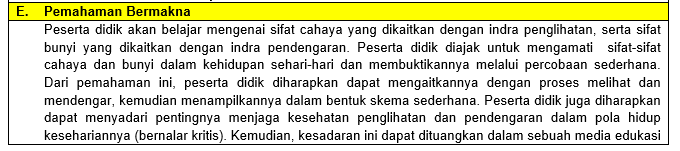 E. Pemahaman Bermakna
Peserta didik akan belajar mengenai sifat cahaya yang dikaitkan dengan indra penglihatan, serta sifat
bunyi yang dikaitkan dengan indra pendengaran. Peserta didik diajak untuk mengamati sifat-sifat
cahaya dan bunyi dalam kehidupan sehari-hari dan membuktikannya melalui percobaan sederhana.
Dari pemahaman ini, peserta didik diharapkan dapat mengaitkannya dengan proses melihat dan
mendengar, kemudian menampilkannya dalam bentuk skema sederhana. Peserta didik juga diharapkan
dapat menyadari pentingnya menjaga kesehatan penglihatan dan pendengaran dalam pola hidup
kesehariannya (bernalar kritis). Kemudian, kesadaran ini dapat dituangkan dalam sebuah media edukasi